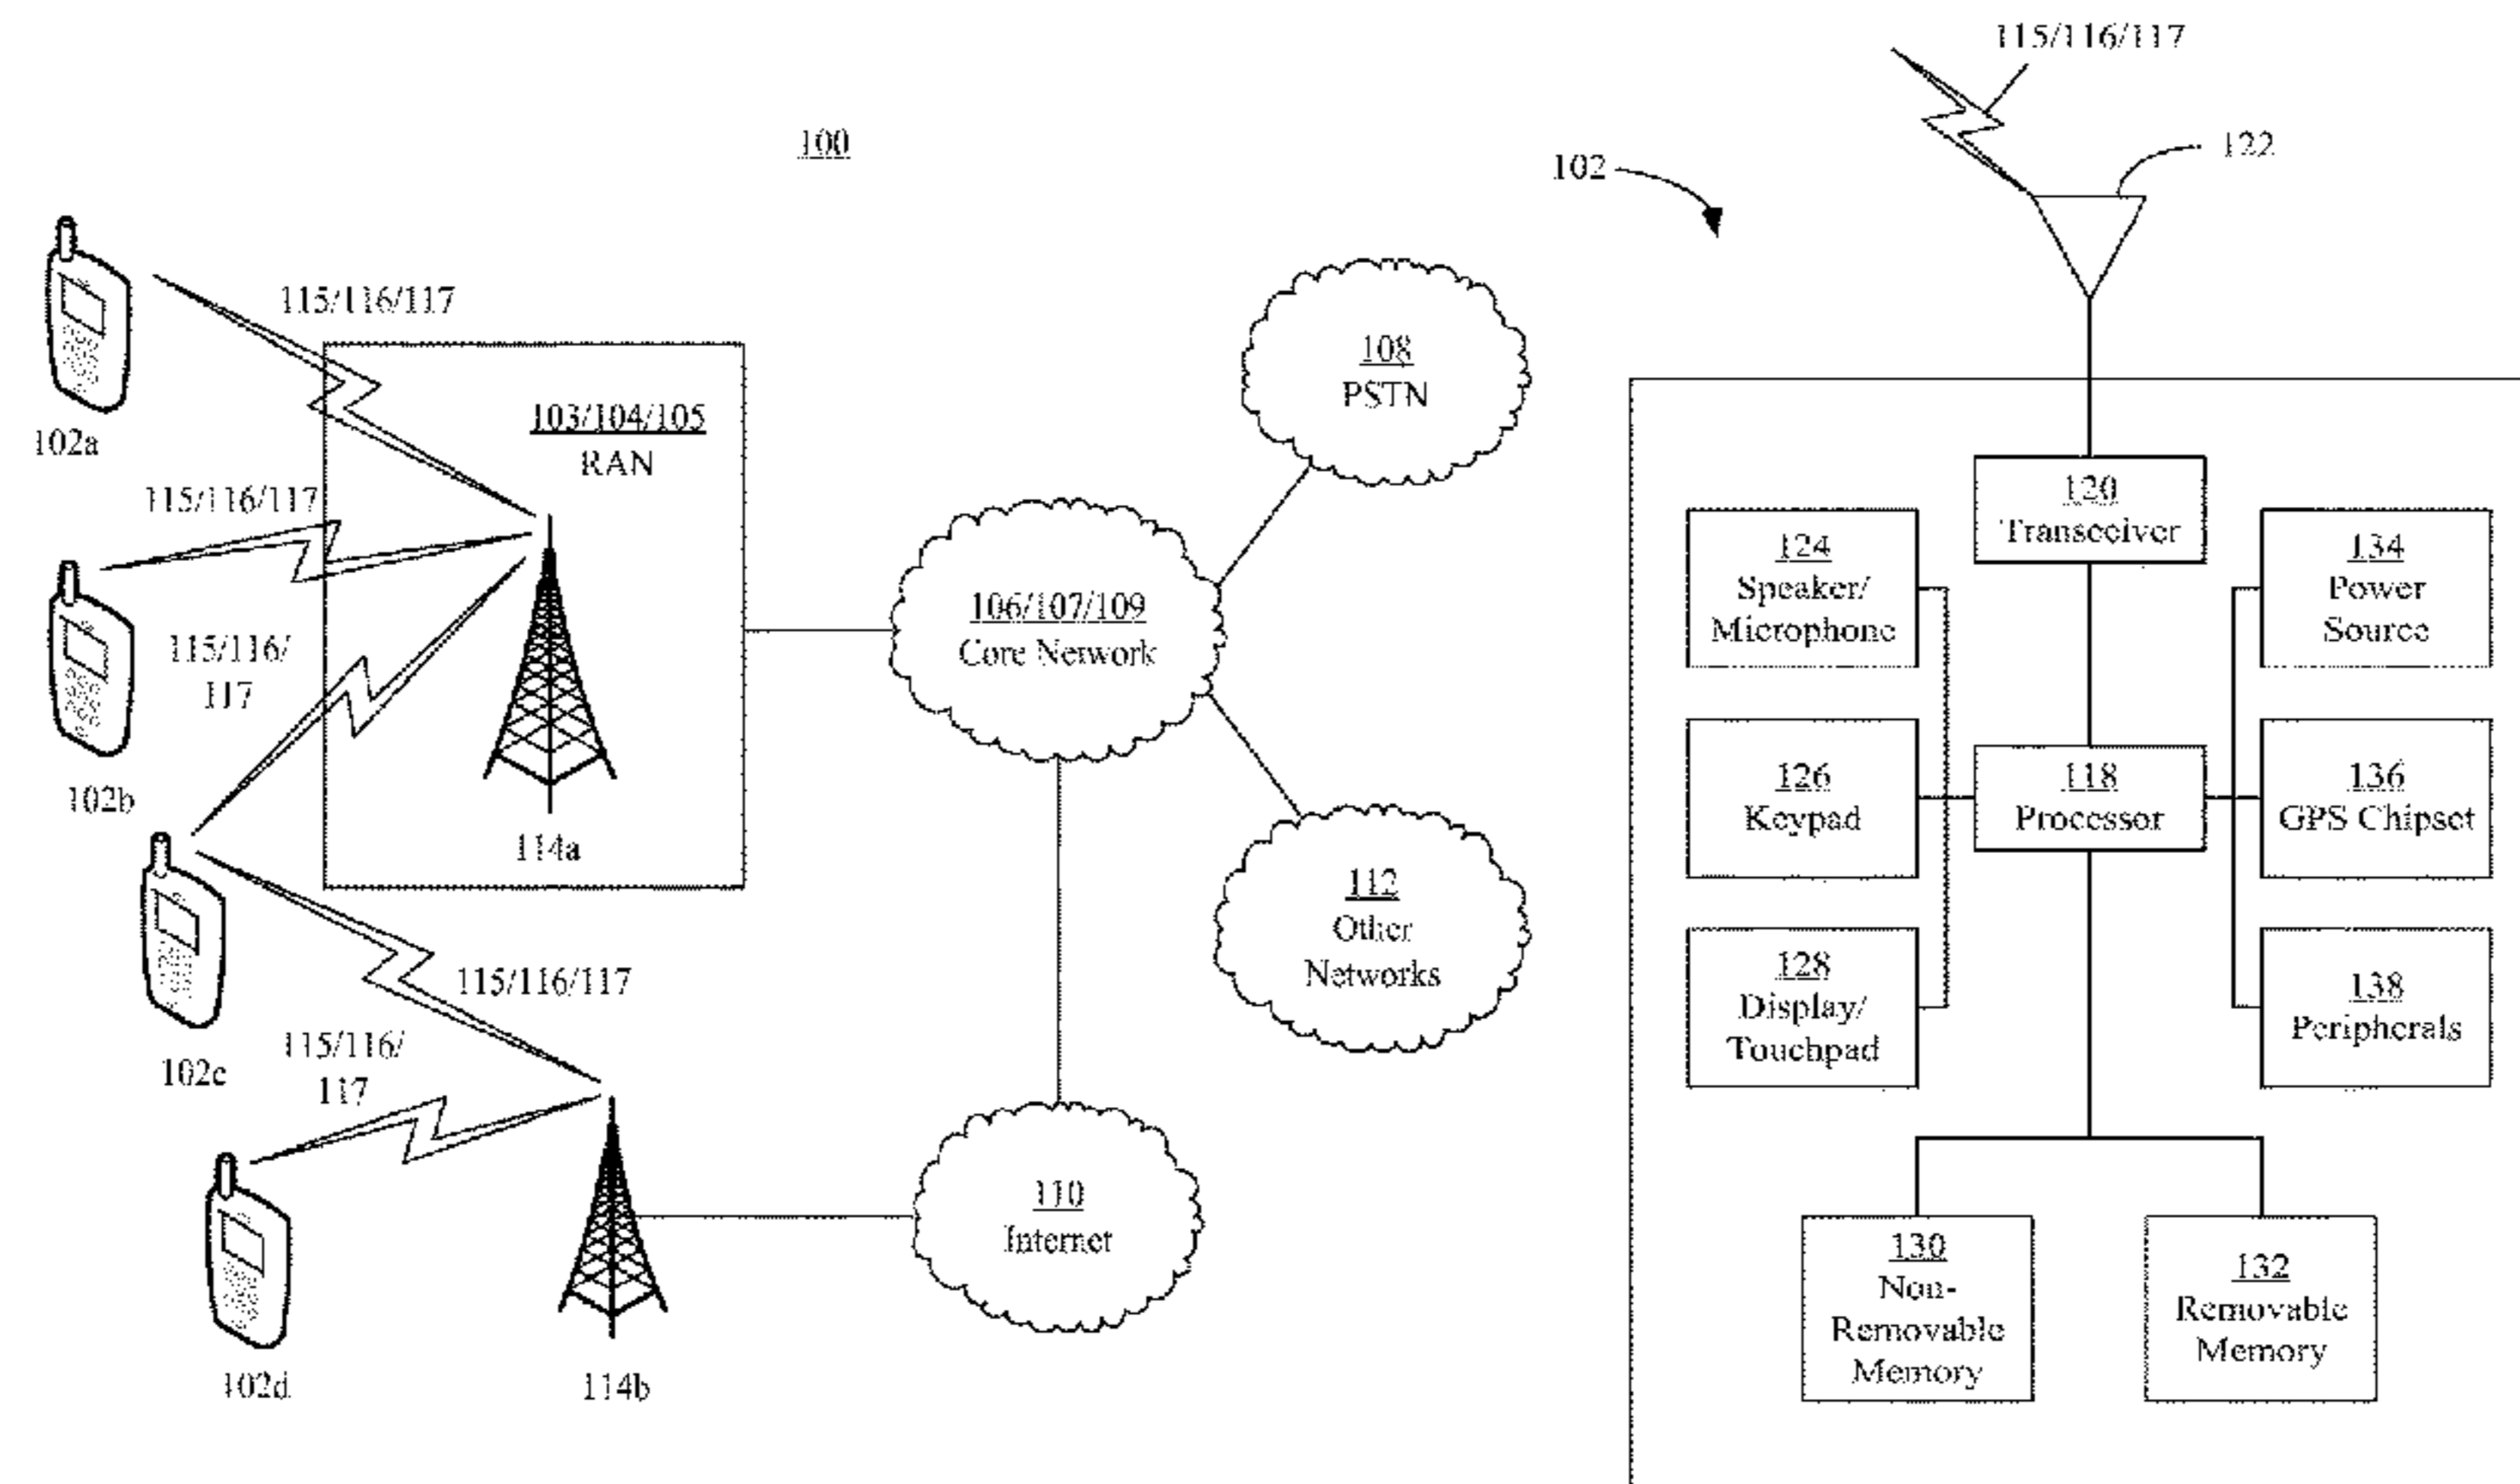 100
102a
115/116/117
103/104/105
RAN
115/116/117
102b
115/116/
117
114a
102c
115/116/117
115/116/
117
102d
114b
106/107/109
Core Network
108
PSTN
112
Other
Networks
110
Internet
115/116/117
102
122
120
Transceiver
124
Speaker/
Microphone
134
Power
Source
126
Keypad
118
Processor
136
GPS Chipset
128
Display/
Touchpad
138
Peripherals
130
Non-
Removable
Memory
132
Removable
Memory